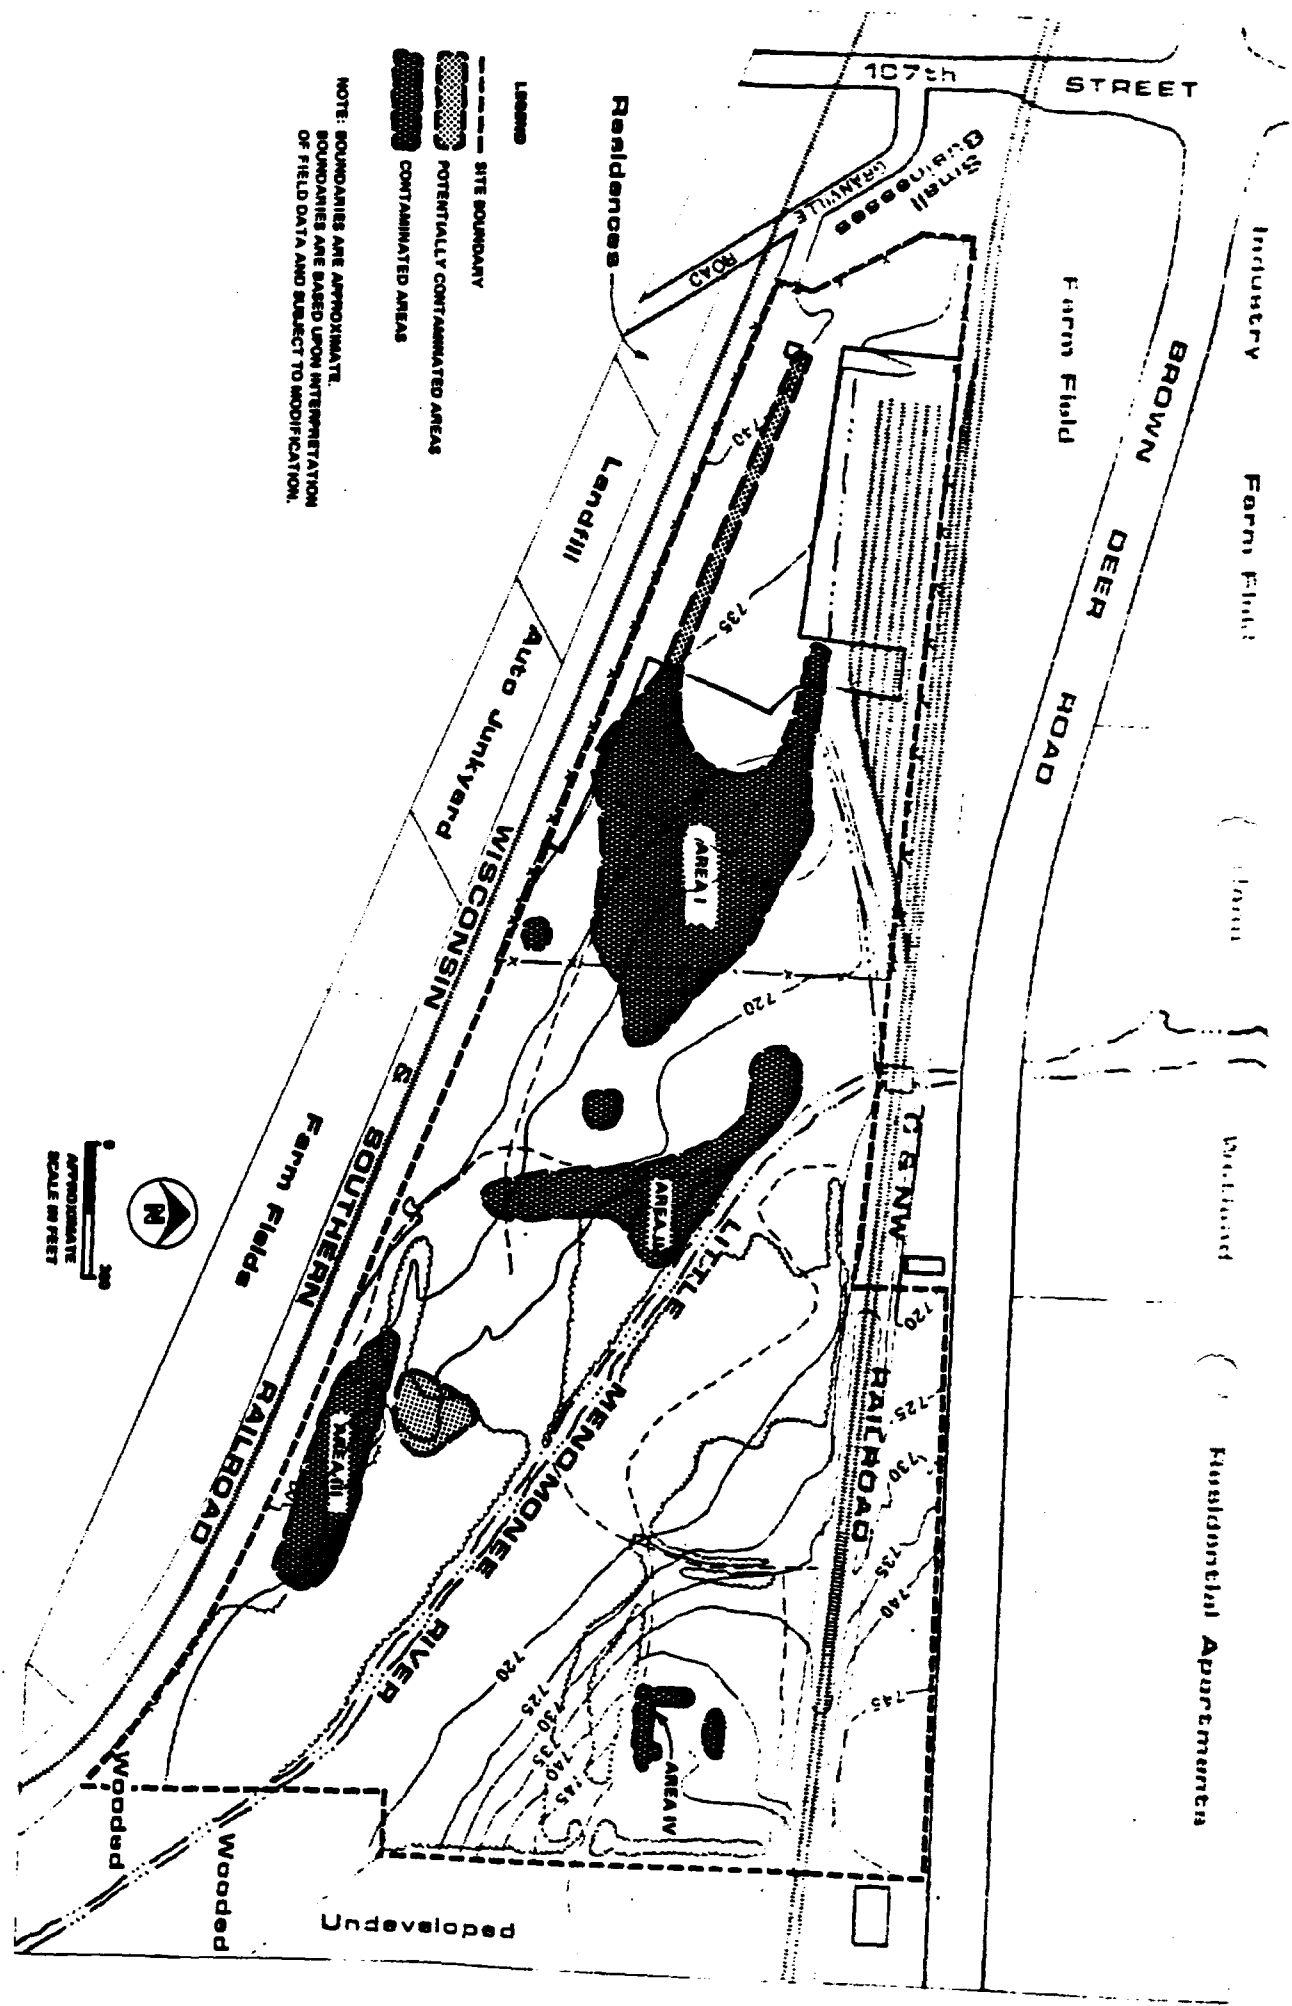 107th
STREET
Small
Businesses
GRANVILLE
ROAD
Residences
LEGEND
SITE BOUNDARY
POTENTIALLY CONTAMINATED AREAS
CONTAMINATED AREAS
NOTE: BOUNDARIES ARE APPROXIMATE.
BOUNDARIES ARE BASED UPON INTERPRETATION
OF FIELD DATA AND SUBJECT TO MODIFICATION.
Industry
Farm Field
Farm Field
BROWN DEER ROAD
Landfill
Auto Junkyard
740
735
AREA I
720
WISCONSIN & SOUTHERN RAILROAD
Farm Fields
C & NW RAILROAD
AREA II
LITTLE MENOMONEE RIVER
AREA III
720
725
730
735
740
745
Residential Apartments
720
725
730
735
740
745
AREA IV
Wooded
Wooded
Undeveloped
N
0 300
APPROXIMATE
SCALE IN FEET